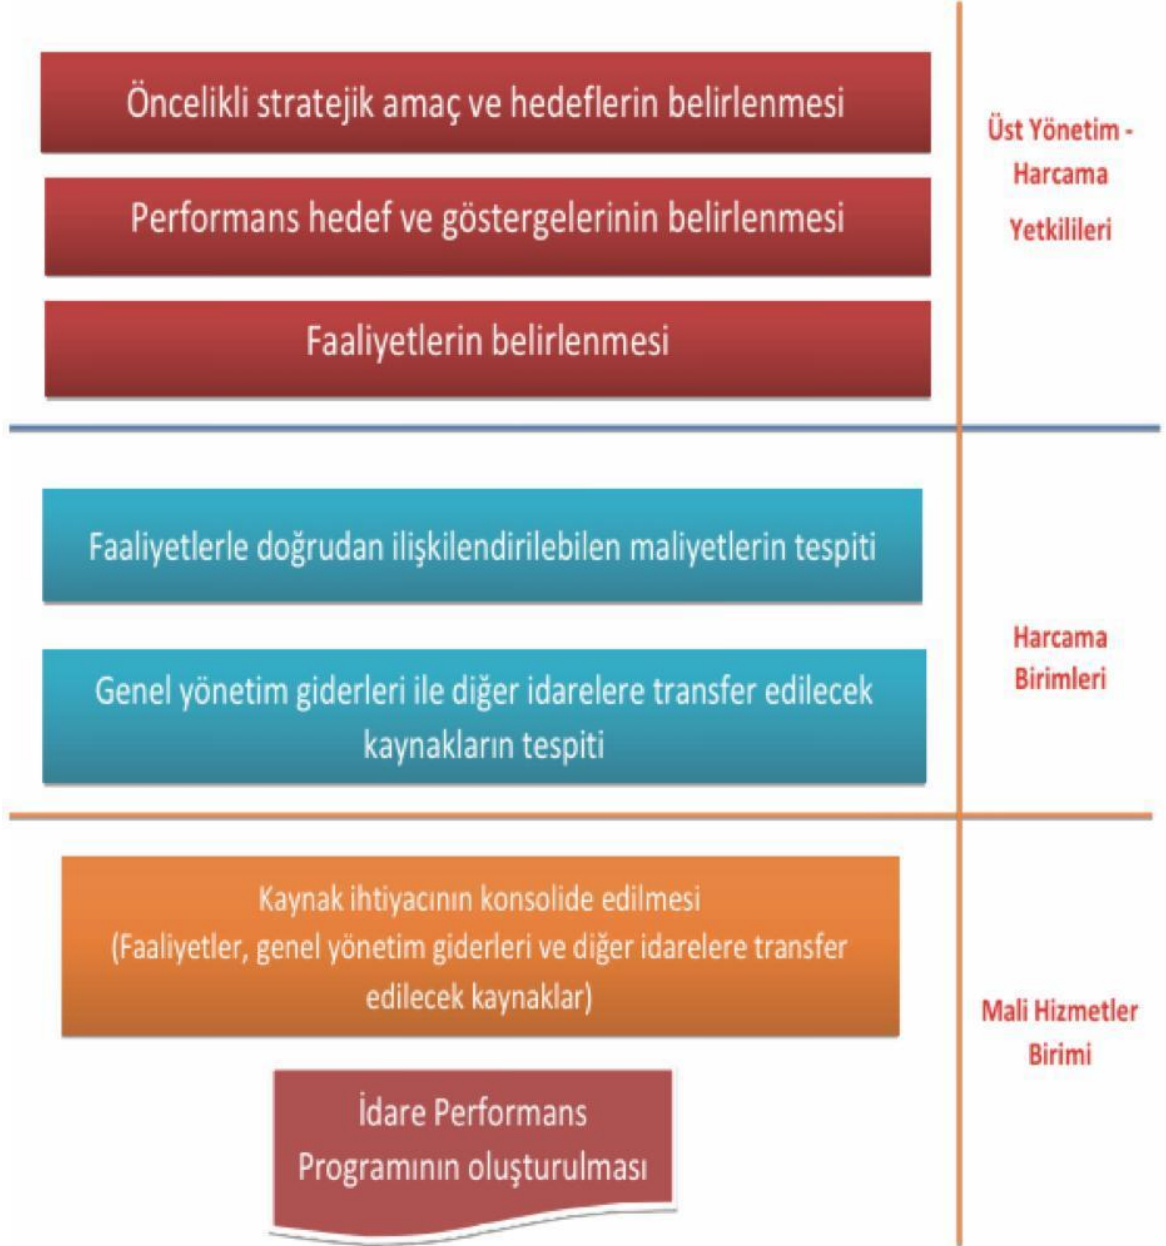 Öncelikli stratejik amaç ve hedeflerin belirlenmesi
Performans hedef ve göstergelerinin belirlenmesi
Faaliyetlerin belirlenmesi
Üst Yönetim -
Harcama
Yetkilileri
Faaliyetlerle doğrudan ilişkilendirilebilen maliyetlerin tespiti
Genel yönetim giderleri ile diğer idarelere transfer edilecek
kaynakların tespiti
Harcama
Birimleri
Kaynak ihtiyacının konsolide edilmesi
(Faaliyetler, genel yönetim giderleri ve diğer idarelere transfer
edilecek kaynaklar)
İdare Performans
Programının oluşturulması
Mali Hizmetler
Birimi